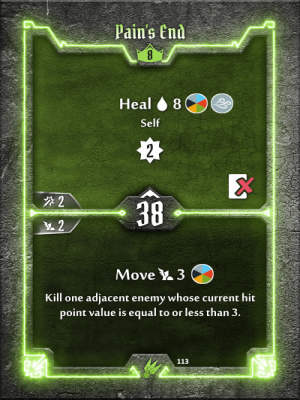 Pain's End
8
Heal 8
Self
2
2
38
2
Move 3
Kill one adjacent enemy whose current hit
point value is equal to or less than 3.
113